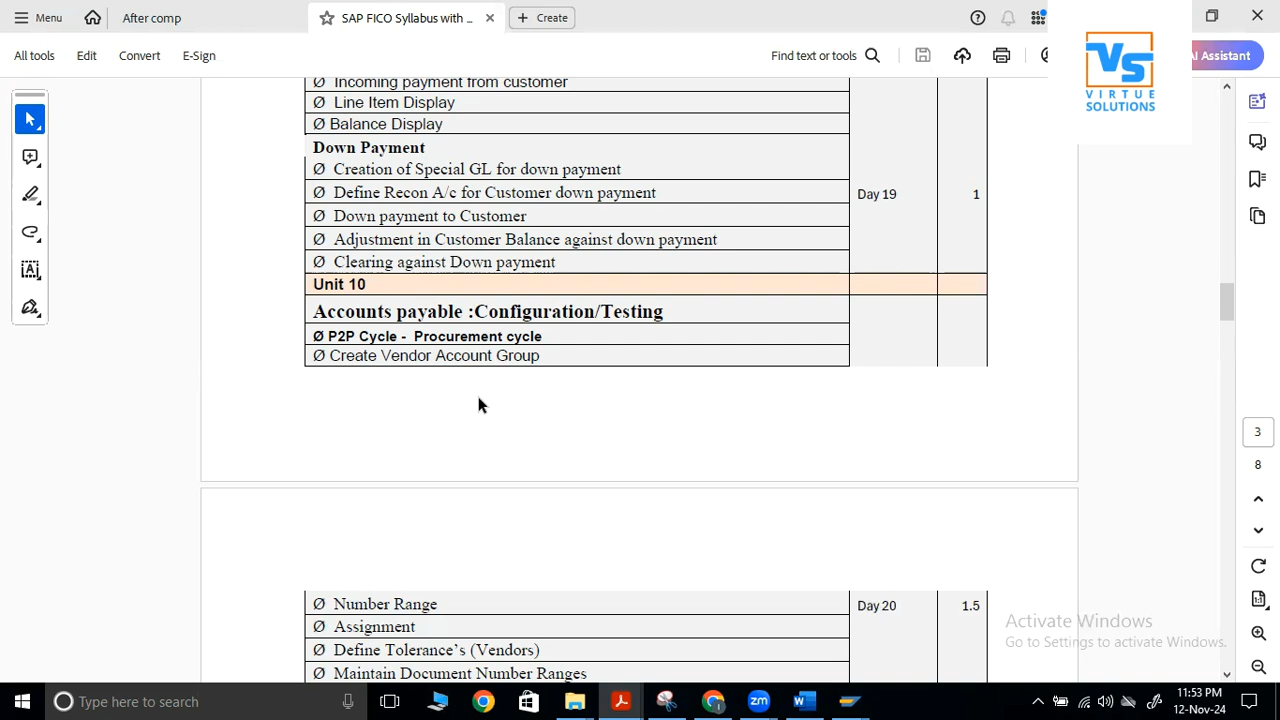 Menu
After comp
SAP FICO Syllabus with ...
Create
All tools
Edit
Convert
E-Sign
Find text or tools
AI Assistant
VS
VIRTUE
SOLUTIONS
Ø Incoming payment from customer
Ø Line Item Display
Ø Balance Display
Down Payment
Ø Creation of Special GL for down payment
Ø Define Recon A/c for Customer down payment
Day 19
1
Ø Down payment to Customer
Ø Adjustment in Customer Balance against down payment
Ø Clearing against Down payment
Unit 10
Accounts payable :Configuration/Testing
Ø P2P Cycle - Procurement cycle
Ø Create Vendor Account Group
3
8
Ø Number Range
Day 20
1.5
Ø Assignment
Ø Define Tolerance's (Vendors)
Ø Maintain Document Number Ranges
Activate Windows
Go to Settings to activate Windows.
Type here to search
11:53 PM
12-Nov-24